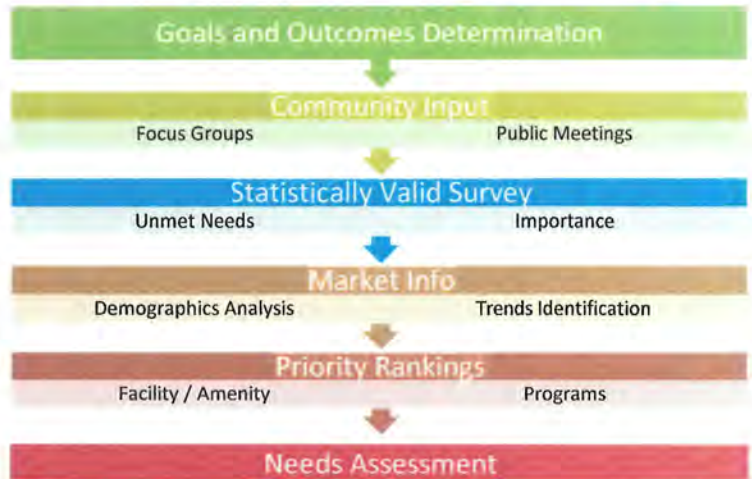 Goals and Outcomes Determination
Community Input
Focus Groups Public Meetings
Statistically Valid Survey
Unmet Needs Importance
Market Info
Demographics Analysis Trends Identification
Priority Rankings
Facility / Amenity Programs
Needs Assessment